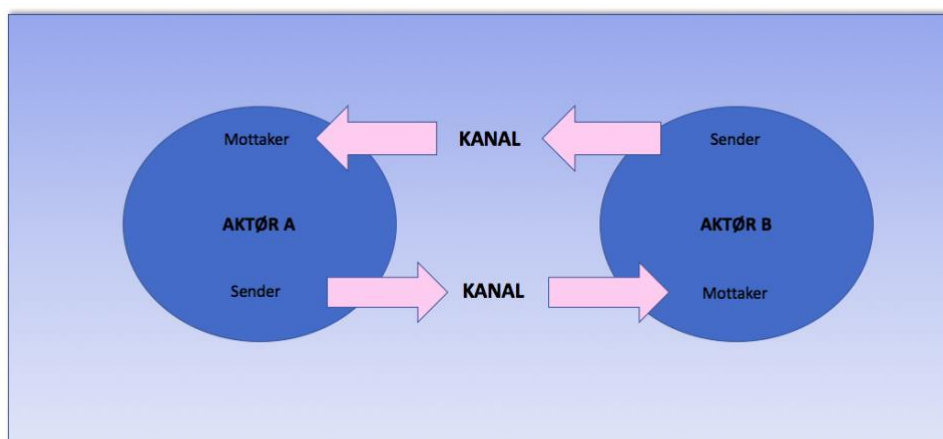 Mottaker
KANAL
Sender
AKTØR A
AKTØR B
Sender
KANAL
Mottaker